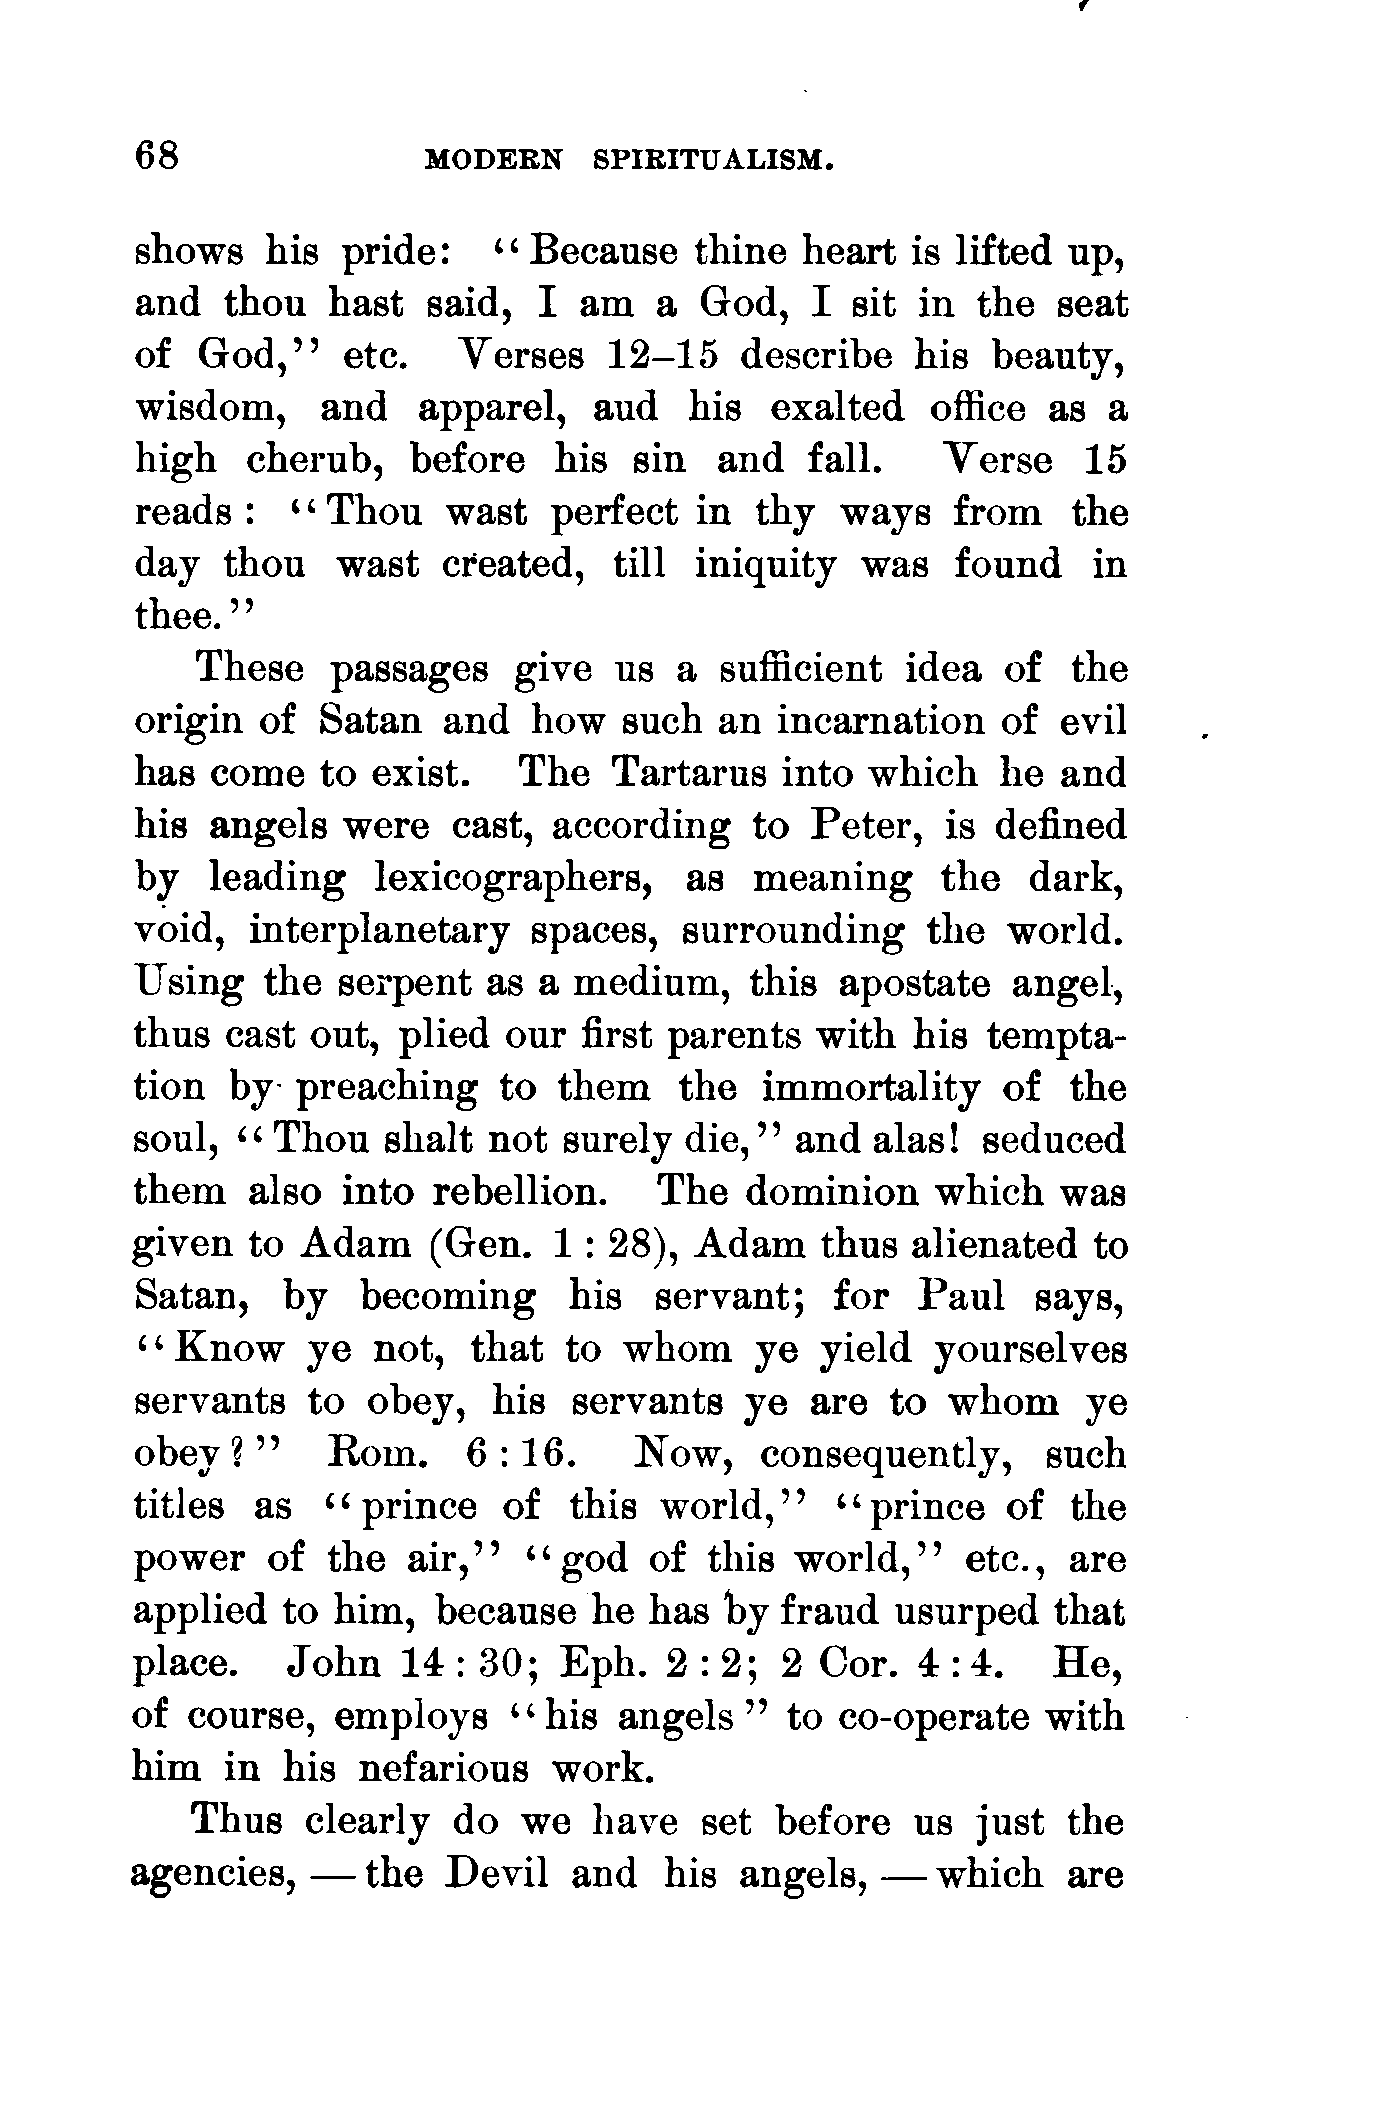 68 MODERN SPIRITUALISM.
shows his pride: "Because thine heart is lifted up,
and thou hast said, I am a God, I sit in the seat
of God," etc. Verses 12–15 describe his beauty,
wisdom, and apparel, aud his exalted office as a
high cherub, before his sin and fall. Verse 15
reads: "Thou wast perfect in thy ways from the
day thou wast created, till iniquity was found in
thee."
These passages give us a sufficient idea of the
origin of Satan and how such an incarnation of evil
has come to exist. The Tartarus into which he and
his angels were cast, according to Peter, is defined
by leading lexicographers, as meaning the dark,
void, interplanetary spaces, surrounding the world.
Using the serpent as a medium, this apostate angel,
thus cast out, plied our first parents with his tempta-
tion by preaching to them the immortality of the
soul, "Thou shalt not surely die," and alas! seduced
them also into rebellion. The dominion which was
given to Adam (Gen. 1 : 28), Adam thus alienated to
Satan, by becoming his servant; for Paul says,
"Know ye not, that to whom ye yield yourselves
servants to obey, his servants ye are to whom ye
obey?" Rom. 6 : 16. Now, consequently, such
titles as "prince of this world," "prince of the
power of the air," "god of this world," etc., are
applied to him, because he has by fraud usurped that
place. John 14 : 30; Eph. 2 : 2; 2 Cor. 4 : 4. He,
of course, employs "his angels" to co-operate with
him in his nefarious work.
Thus clearly do we have set before us just the
agencies, — the Devil and his angels, — which are